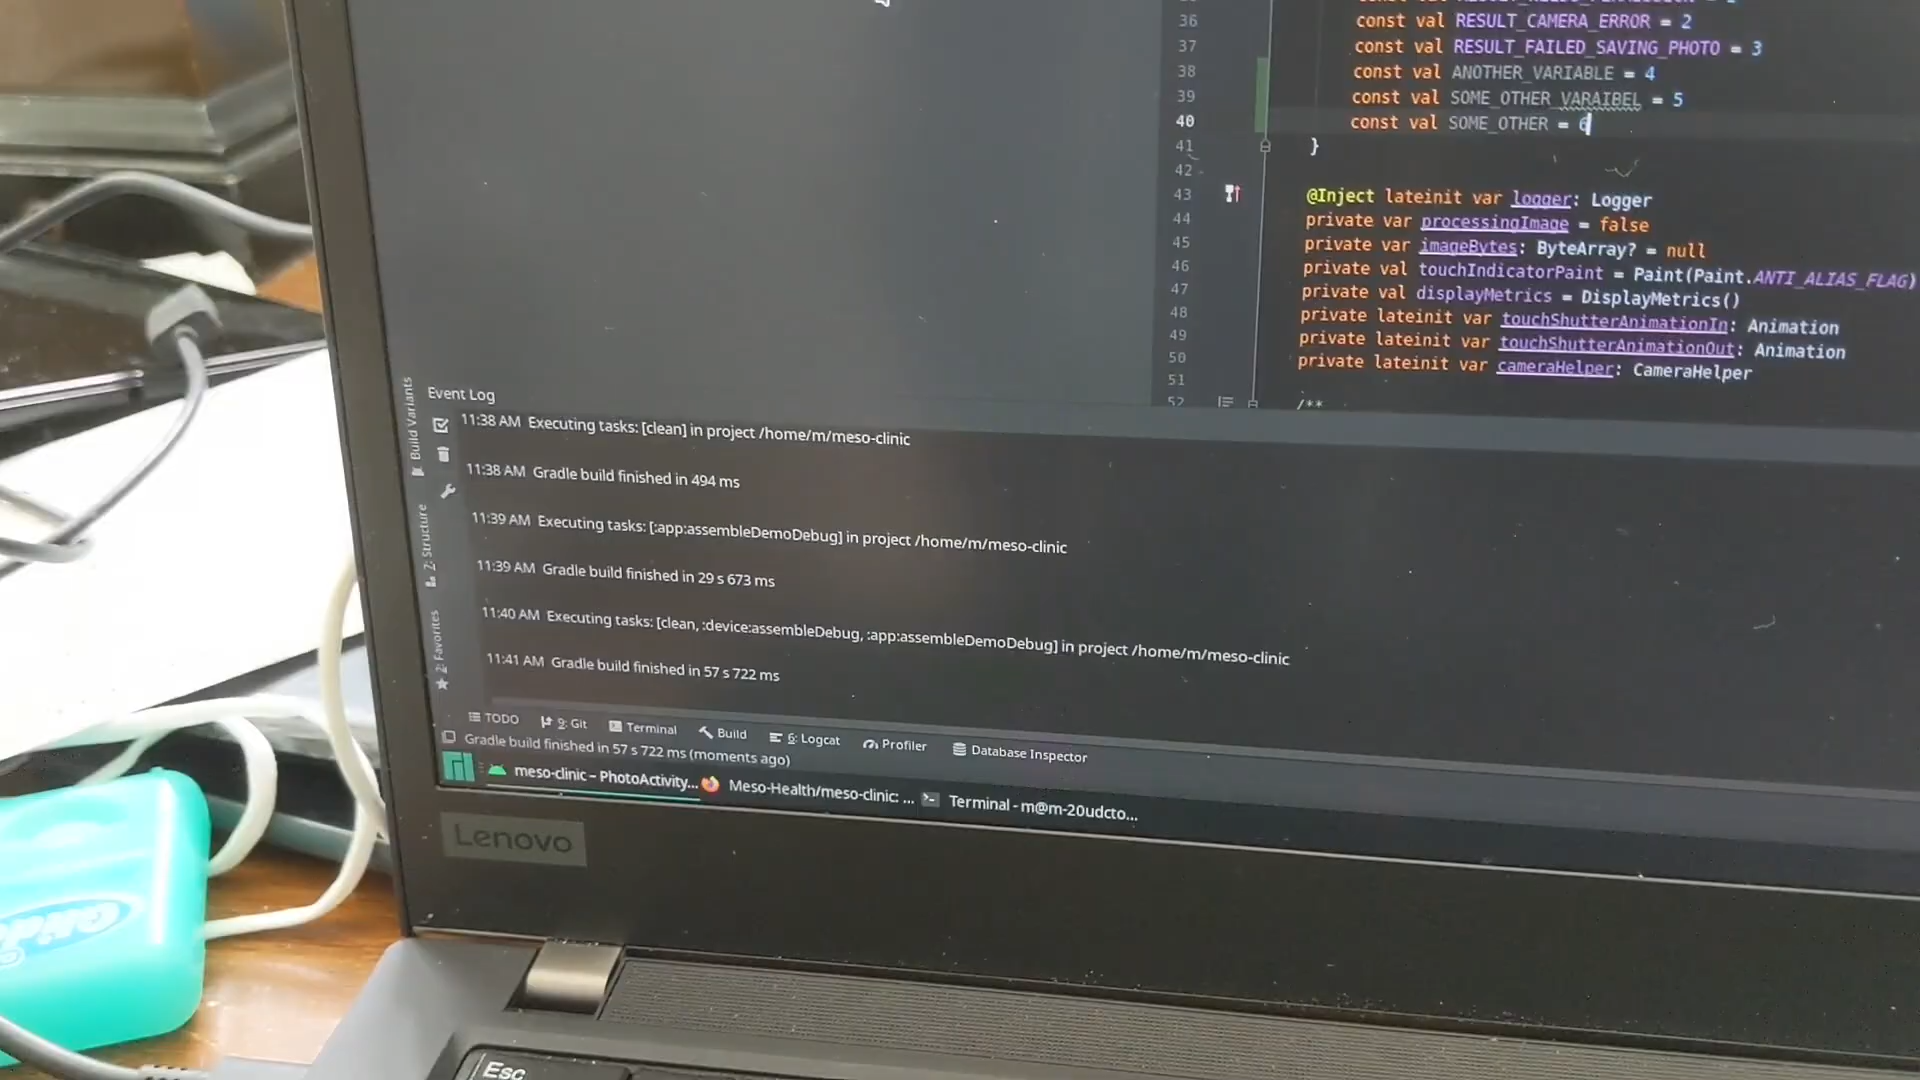 36 const val RESULT_CAMERA_ERROR = 2
37 const val RESULT_FAILED_SAVING_PHOTO = 3
38 const val ANOTHER_VARIABLE = 4
39 const val SOME_OTHER_VARAIBEL = 5
40 const val SOME_OTHER = 6
41 }
42
43 @Inject lateinit var logger: Logger
44 private var processingImage = false
45 private var imageBytes: ByteArray? = null
46 private val touchIndicatorPaint = Paint(Paint.ANTI_ALIAS_FLAG)
47 private val displayMetrics = DisplayMetrics()
48 private lateinit var touchShutterAnimationIn: Animation
49 private lateinit var touchShutterAnimationOut: Animation
50 private lateinit var cameraHelper: CameraHelper
51
52 /**
Build Variants
Z: Structure
2: Favorites
Event Log
11:38 AM Executing tasks: [clean] in project /home/m/meso-clinic
11:38 AM Gradle build finished in 494 ms
11:39 AM Executing tasks: [:app:assembleDemoDebug] in project /home/m/meso-clinic
11:39 AM Gradle build finished in 29 s 673 ms
11:40 AM Executing tasks: [clean, :device:assembleDebug, :app:assembleDemoDebug] in project /home/m/meso-clinic
11:41 AM Gradle build finished in 57 s 722 ms
TODO 9: Git Terminal Build 6: Logcat Profiler Database Inspector
Gradle build finished in 57 s 722 ms (moments ago)
meso-clinic – PhotoActivity... Meso-Health/meso-clinic: ... Terminal - m@m-20udcto...
Lenovo
Esc